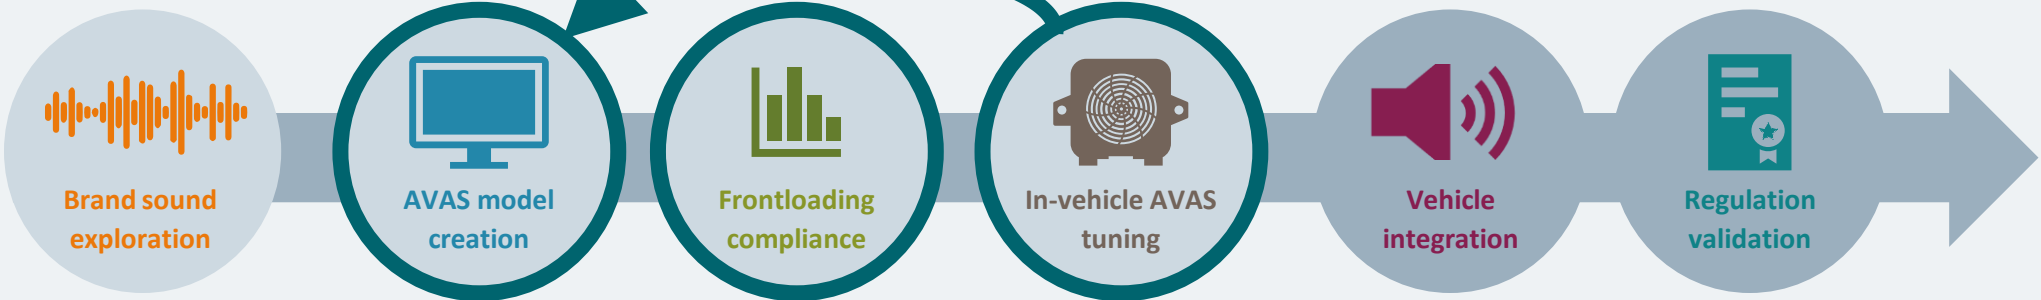 Brand sound
exploration
AVAS model
creation
Frontloading
compliance
In-vehicle AVAS
tuning
Vehicle
integration
Regulation
validation